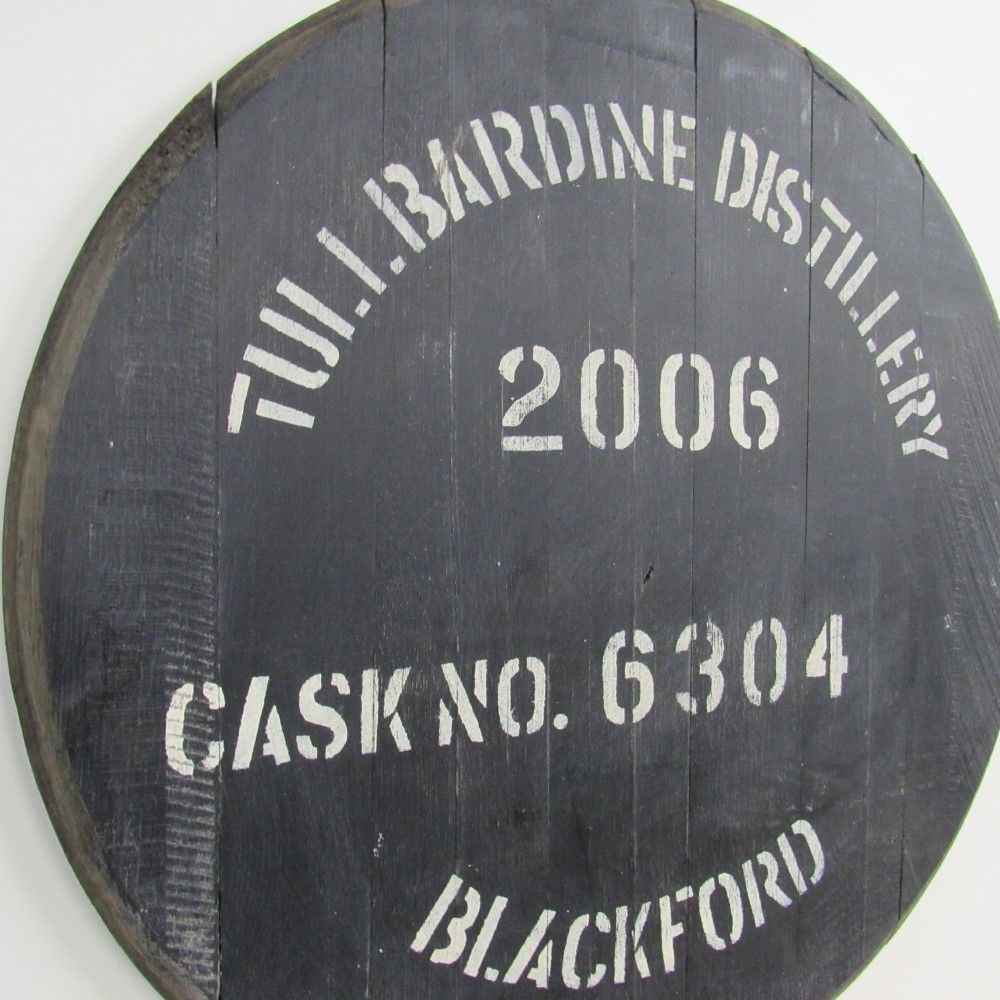 TULLIBARDINE DISTILLERY
2006
CASK NO. 6304
BLACKFORD